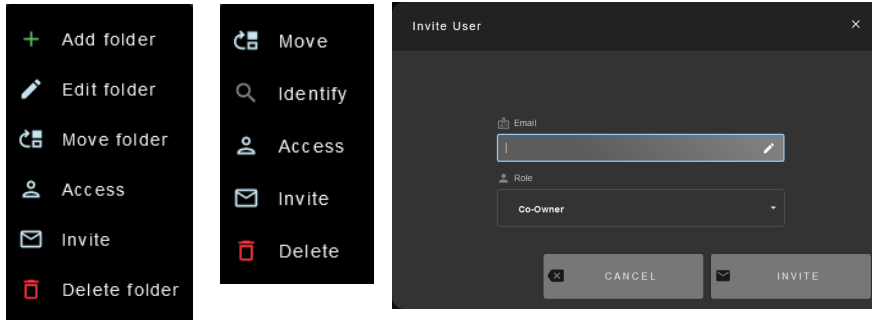 Add folder
Edit folder
Move folder
Access
Invite
Delete folder
Move
Identify
Access
Invite
Delete
Invite User
Email
Role
Co-Owner
CANCEL
INVITE